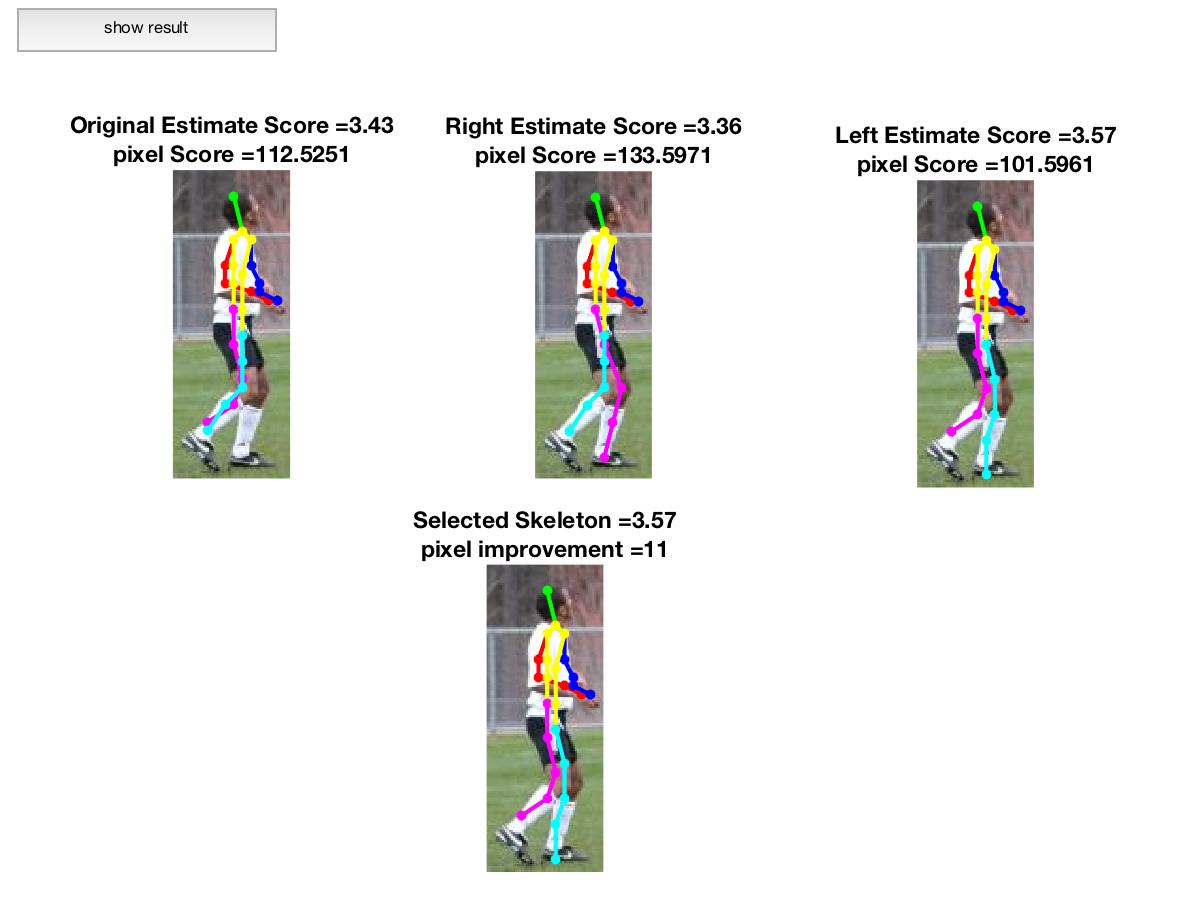 show result
Original Estimate Score =3.43
pixel Score =112.5251
Right Estimate Score =3.36
pixel Score =133.5971
Left Estimate Score =3.57
pixel Score =101.5961
Selected Skeleton =3.57
pixel improvement =11